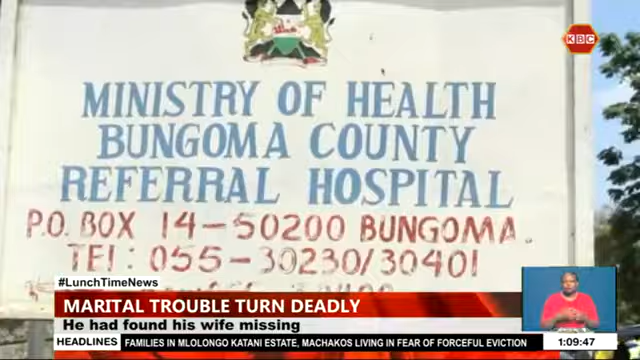 KBC
MINISTRY OF HEALTH
BUNGOMA COUNTY
REFERRAL HOSPITAL
P.O. BOX 14-50200 BUNGOMA.
TEl: 055-30230/30401
#LunchTimeNews
MARITAL TROUBLE TURN DEADLY
He had found his wife missing
HEADLINES FAMILIES IN MLOLONGO KATANI ESTATE, MACHAKOS LIVING IN FEAR OF FORCEFUL EVICTION 1:09:47